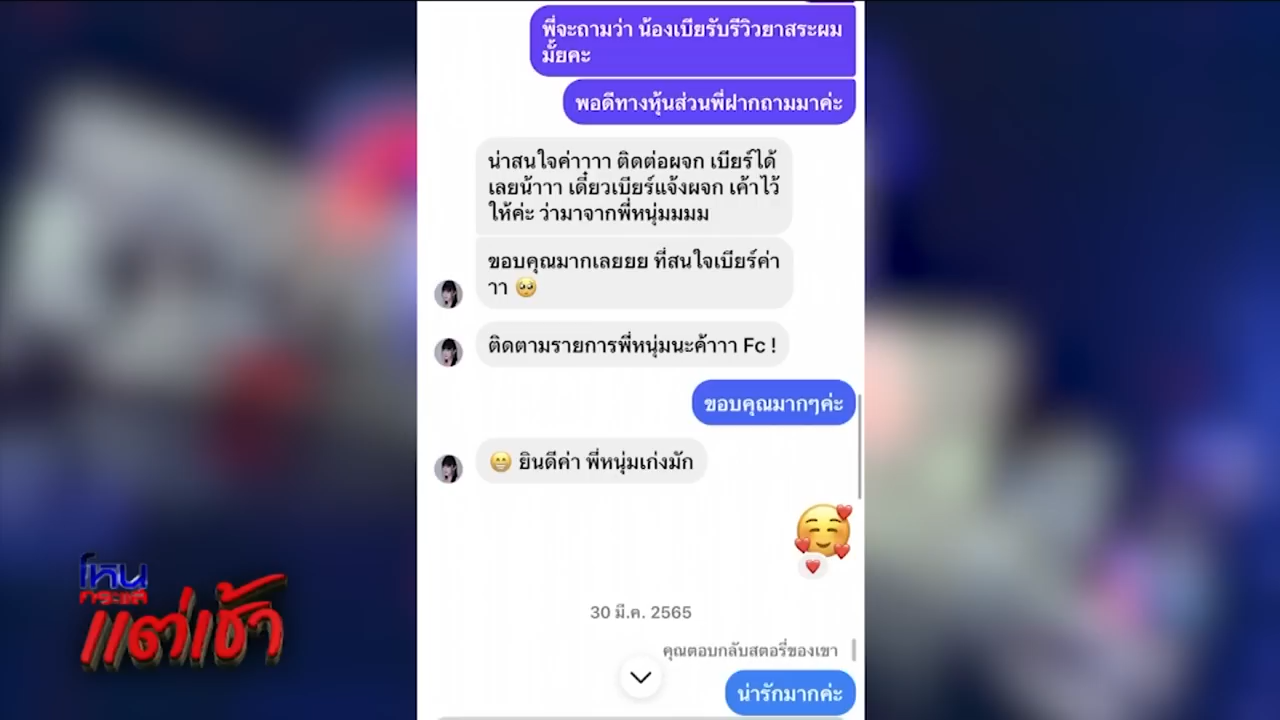 พี่จะถามว่า น้องเบียรับรีวิวยาสระผม
มั้ยคะ
พอดีทางหุ้นส่วนพี่ฝากถามมาค่ะ
น่าสนใจค่าาาา ติดต่อผจก เบียร์ได้
เลยน้าาา เดี๋ยวเบียร์แจ้งผจก เค้าไว้
ให้ค่ะ ว่ามาจากพี่หนุ่มมมม
ขอบคุณมากเลยยย ที่สนใจเบียร์ค่า
าา 🥺
ติดตามรายการพี่หนุ่มนะค้าาา Fc !
ขอบคุณมากๆค่ะ
😁 ยินดีค่า พี่หนุ่มเก่งมัก
30 มี.ค. 2565
คุณตอบกลับสตอรี่ของเขา
น่ารักมากค่ะ
โหน
กระแส
แต่เช้า